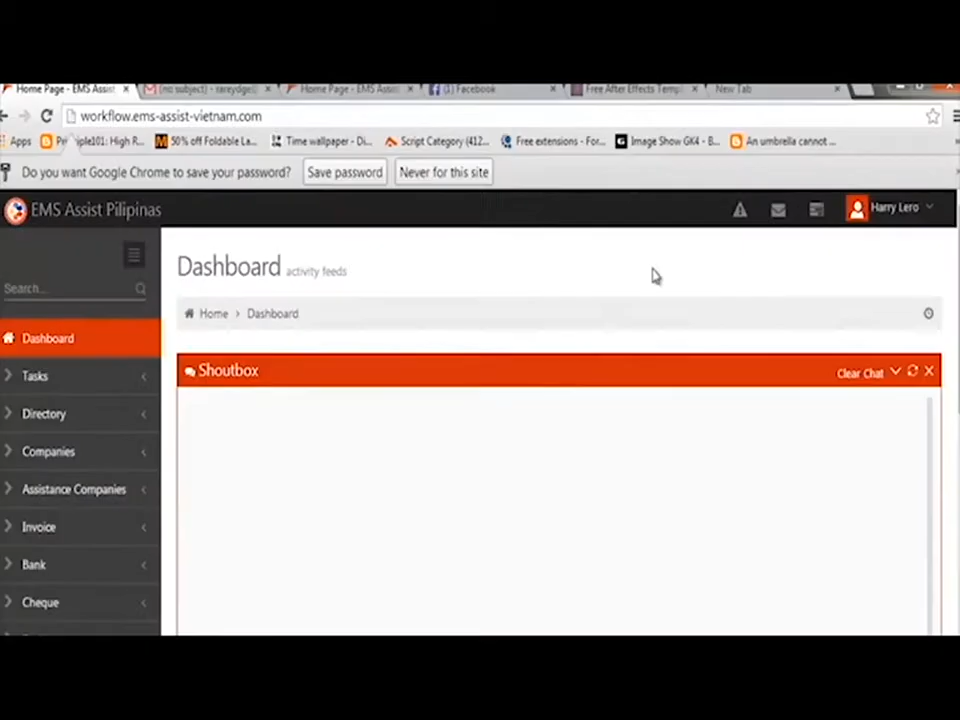 Home Page - EMS Assist
(no subject) - rareydge
Home Page - EMS Assist
(1) Facebook
Free After Effects Templ
New Tab
workflow.ems-assist-vietnam.com
Apps
50% off Foldable La...
Time wallpaper - Di...
Script Category (412...
Free extensions - For...
Image Show GK4 - B...
An umbrella cannot ...
Do you want Google Chrome to save your password?
Save password
Never for this site
EMS Assist Pilipinas
Harry Lero
Search...
Dashboard activity feeds
Home > Dashboard
Dashboard
Shoutbox
Clear Chat
Tasks
Directory
Companies
Assistance Companies
Invoice
Bank
Cheque